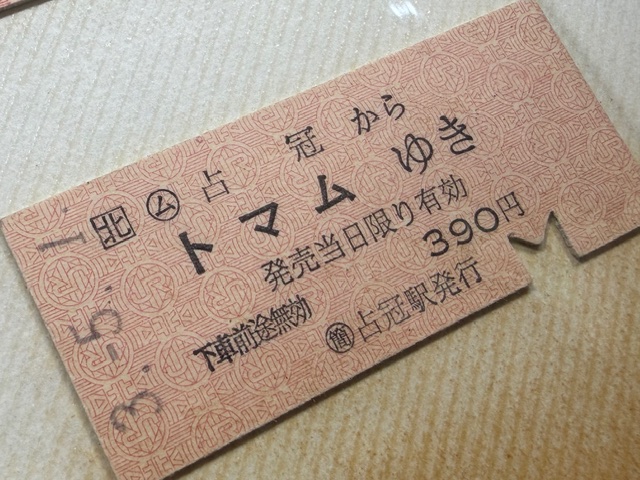 3.-5.-1.
北 ム 占冠 から
トマム ゆき
発売当日限り有効
390円
下車前途無効
簡 占冠駅発行